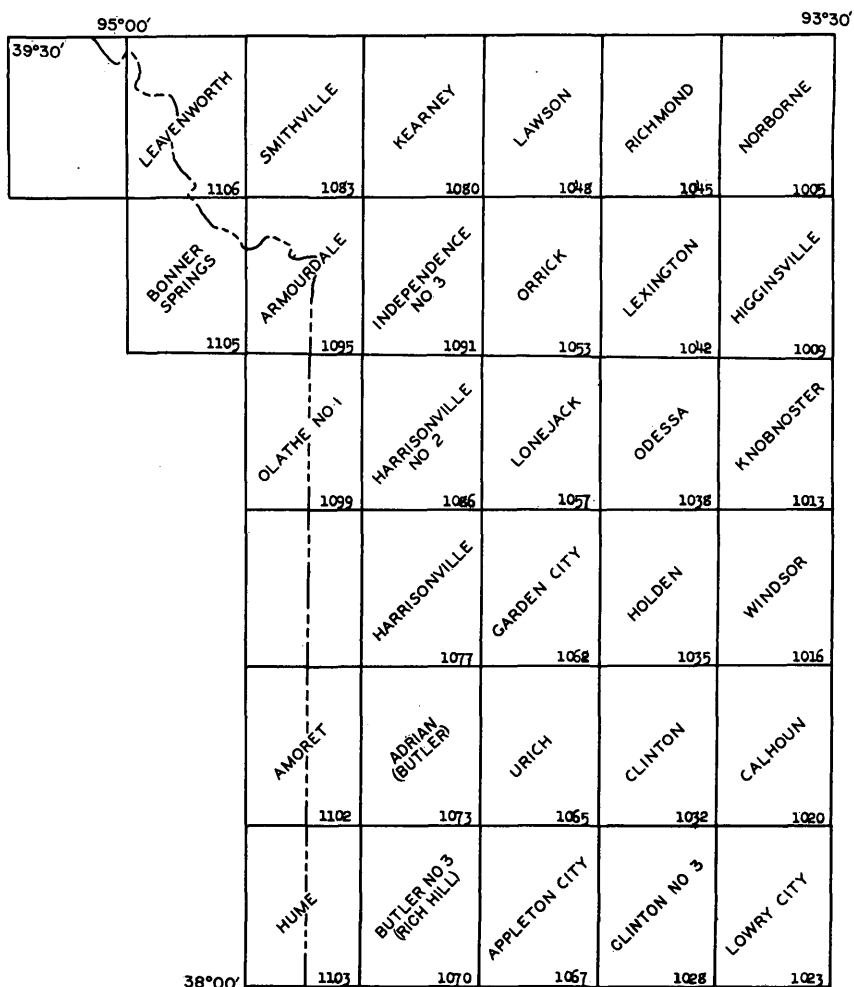 95°00'
93°30'
39°30'
LEAVENWORTH
1106
SMITHVILLE
1083
KEARNEY
1080
LAWSON
1048
RICHMOND
1045
NORBORNE
1005
BONNER
SPRINGS
1105
ARMOURDALE
1095
INDEPENDENCE
NO 3
1091
ORRICK
1053
LEXINGTON
1042
HIGGINSVILLE
1009
OLATHE NO 1
1099
HARRISONVILLE
NO 2
1086
LONEJACK
1057
ODESSA
1038
KNOBNOSTER
1013
HARRISONVILLE
1077
GARDEN CITY
1062
HOLDEN
1035
WINDSOR
1016
AMORET
1102
ADRIAN
(BUTLER)
1073
URICH
1065
CLINTON
1032
CALHOUN
1020
HUME
1103
BUTLER NO 3
(RICH HILL)
1070
APPLETON CITY
1067
CLINTON NO 3
1028
LOWRY CITY
1023
38°00'